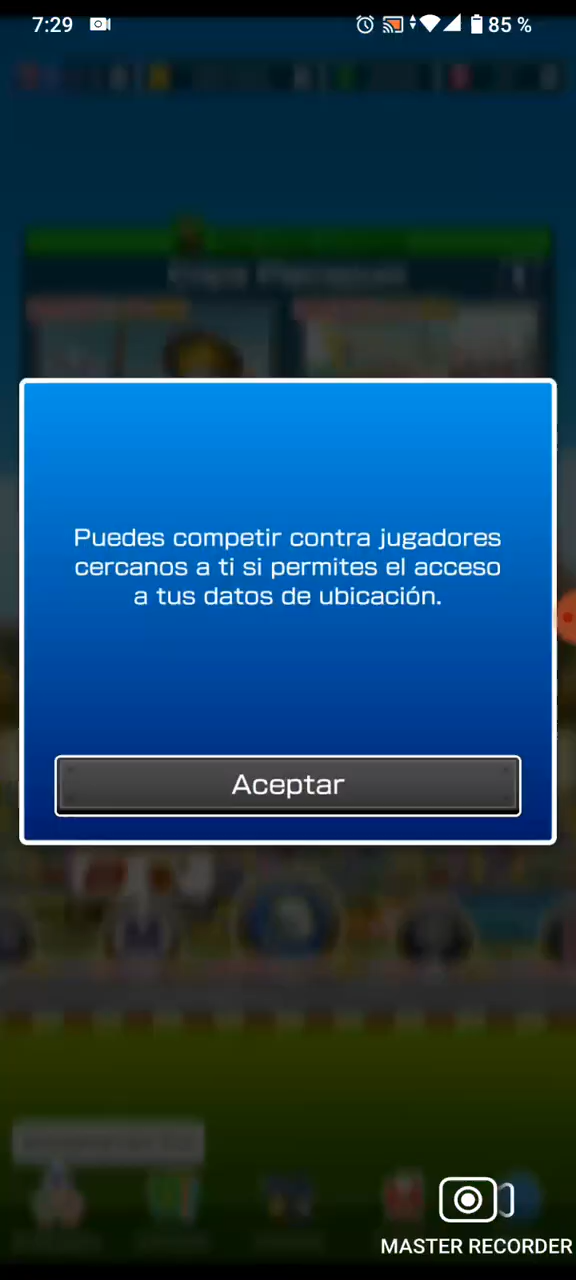 7:29
85 %
Puedes competir contra jugadores
cercanos a ti si permites el acceso
a tus datos de ubicación.
Aceptar
MASTER RECORDER